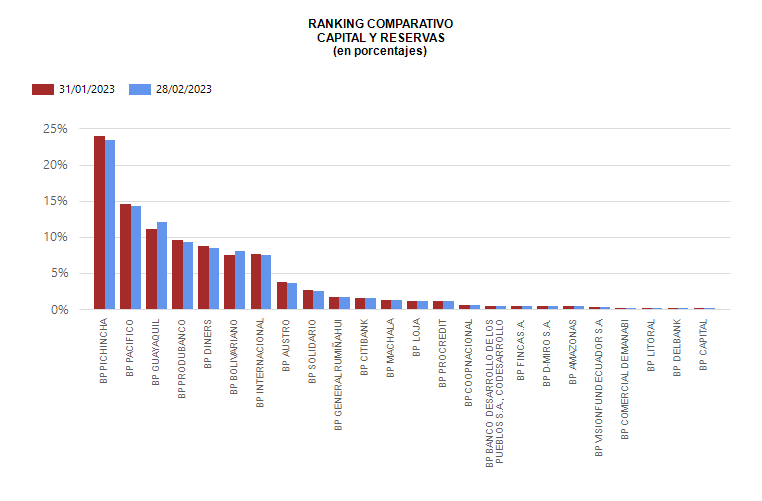 RANKING COMPARATIVO
CAPITAL Y RESERVAS
(en porcentajes)
31/01/2023
28/02/2023
25%
20%
15%
10%
5%
0%
BP PICHINCHA
BP PACIFICO
BP GUAYAQUIL
BP PRODUBANCO
BP DINERS
BP BOLIVARIANO
BP INTERNACIONAL
BP AUSTRO
BP SOLIDARIO
BP GENERAL RUMIÑAHUI
BP CITIBANK
BP MACHALA
BP LOJA
BP PROCREDIT
BP COOPNACIONAL
BP BANCO DESARROLLO DE LOS
PUEBLOS S.A., CODESARROLLO
BP FINCA S.A.
BP D-MIRO S.A.
BP AMAZONAS
BP VISIONFUND ECUADOR S.A
BP COMERCIAL DE MANABI
BP LITORAL
BP DELBANK
BP CAPITAL